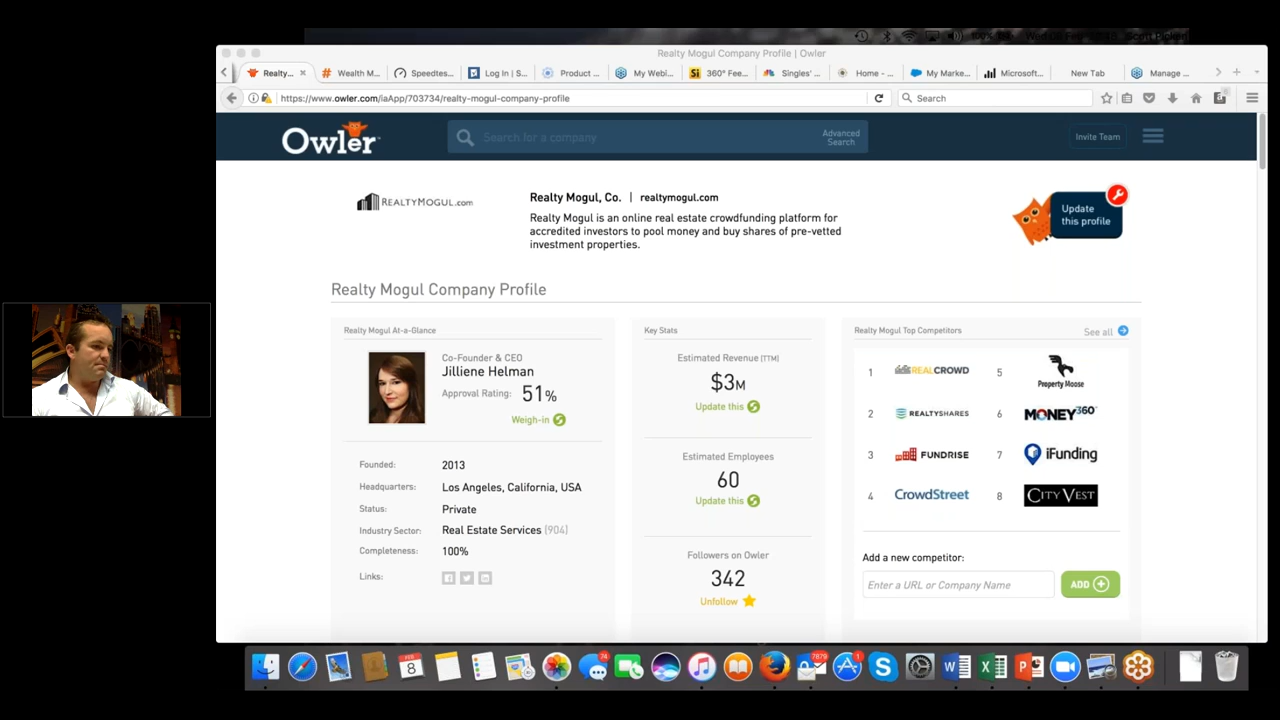 100%
Realty Mogul Company Profile | Owler
Realty...
Wealth M...
Speedtes...
Log In | S...
Product ...
My Webi...
360° Fee...
Singles' ...
Home - ...
My Marke...
Microsoft...
New Tab
Manage ...
https://www.owler.com/iaApp/703734/realty-mogul-company-profile
Search
Owler
Search for a company
Advanced
Search
Invite Team
REALTYMOGUL.com
Realty Mogul, Co. | realtymogul.com
Realty Mogul is an online real estate crowdfunding platform for
accredited investors to pool money and buy shares of pre-vetted
investment properties.
Update
this profile
Realty Mogul Company Profile
Realty Mogul At-a-Glance
Co-Founder & CEO
Jilliene Helman
Approval Rating: 51%
Weigh-in
Founded: 2013
Headquarters: Los Angeles, California, USA
Status: Private
Industry Sector: Real Estate Services (904)
Completeness: 100%
Links:
Key Stats
Estimated Revenue (TTM)
$3M
Update this
Estimated Employees
60
Update this
Followers on Owler
342
Unfollow
Realty Mogul Top Competitors
See all
1 REALCROWD
5 Property Moose
2 REALTYSHARES
6 MONEY360°
3 FUNDRISE
7 iFunding
4 CrowdStreet
8 CITYVEST
Add a new competitor:
Enter a URL or Company Name
ADD
FEB
8
74
7879
1